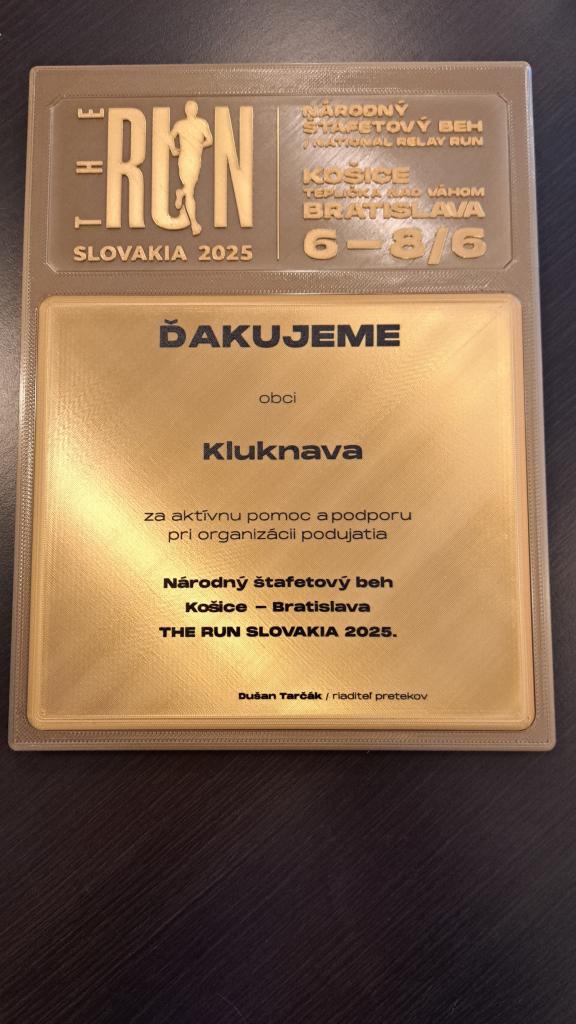 THE
RUN
SLOVAKIA 2025
NÁRODNÝ
ŠTAFETOVÝ BEH
/ NATIONAL RELAY RUN
KOŠICE
TEPLIČKA NAD VÁHOM
BRATISLAVA
6 – 8/6
ĎAKUJEME
obci
Kluknava
za aktívnu pomoc a podporu
pri organizácii podujatia
Národný štafetový beh
Košice – Bratislava
THE RUN SLOVAKIA 2025.
Dušan Tarčák / riaditeľ pretekov